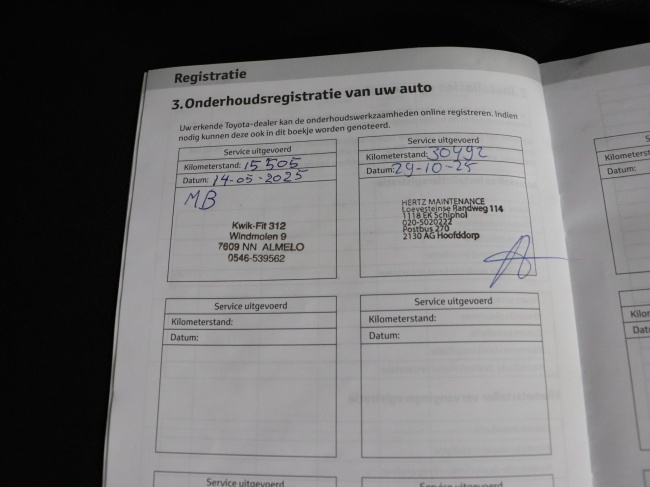 Registratie
3.Onderhoudsregistratie van uw auto
Uw erkende Toyota-dealer kan de onderhoudswerkzaamheden online registreren. Indien
nodig kunnen deze ook in dit boekje worden genoteerd.
Service uitgevoerd
Kilometerstand: 15505
Datum: 14-05-2025
MB
Kwik-Fit 312
Windmolen 9
7609 NN ALMELO
0546-539562
Service uitgevoerd
Kilometerstand: 30492
Datum: 29-10-25
HERTZ MAINTENANCE
Loevesteinse Randweg 114
1118 EK Schiphol
020-5020222
Postbus 270
2130 AG Hoofddorp
Service uitgevoerd
Kilometerstand:
Datum:
Service uitgevoerd
Kilometerstand:
Datum:
Service uitgevoerd